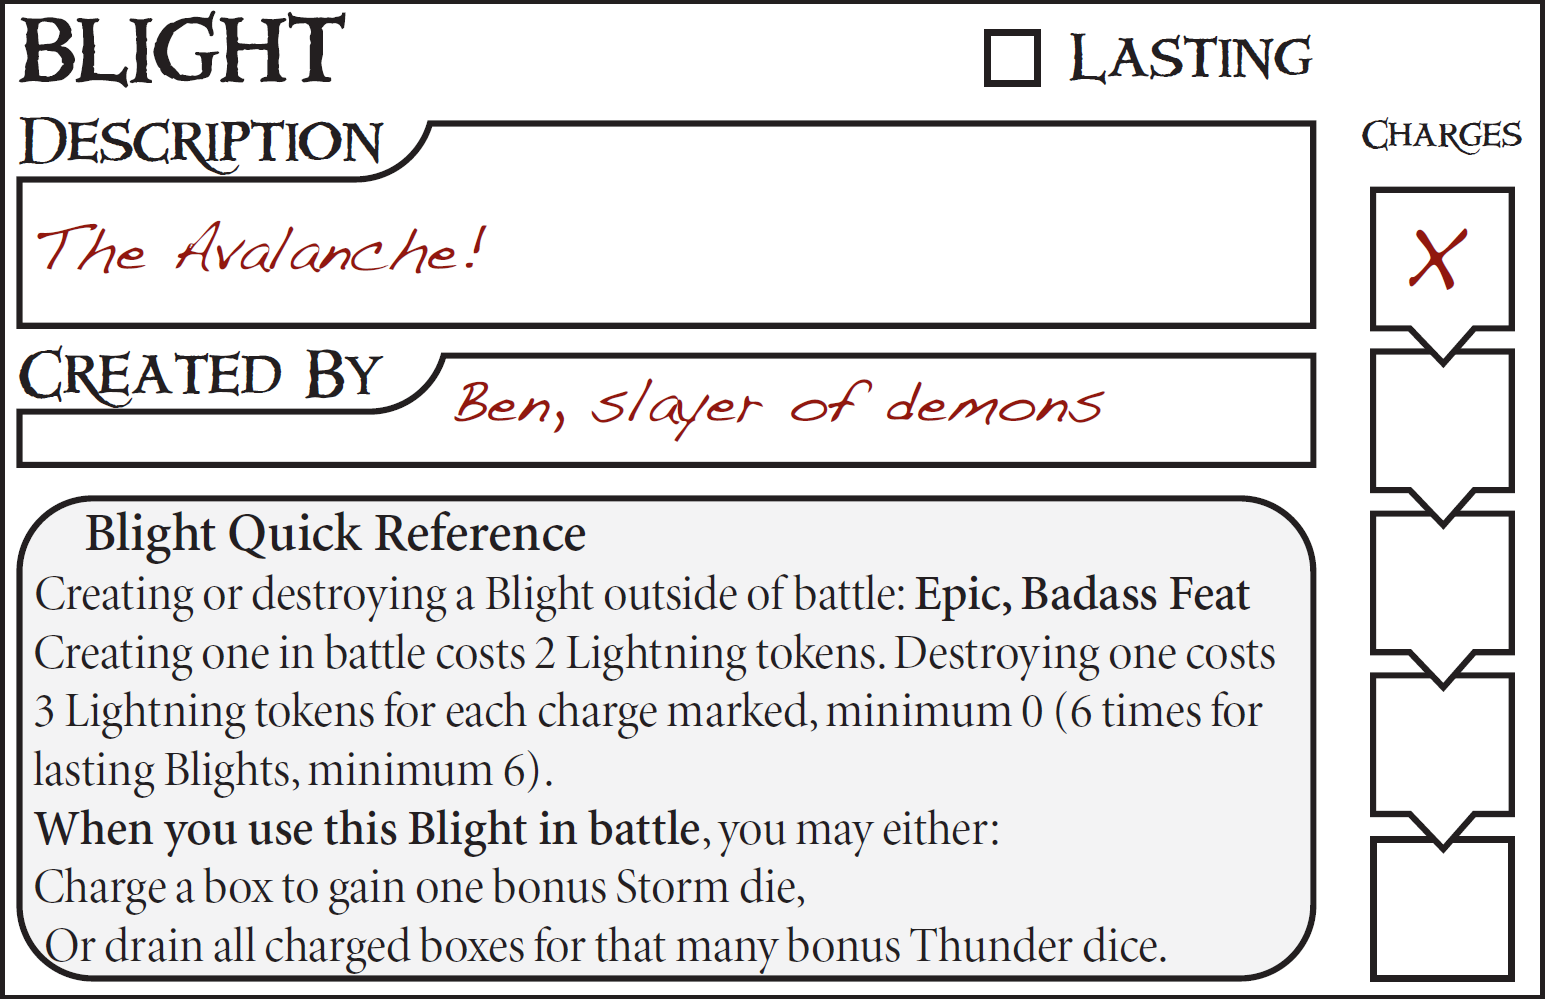 BLIGHT
LASTING
DESCRIPTION
CHARGES
The Avalanche!
X
CREATED BY
Ben, slayer of demons
Blight Quick Reference
Creating or destroying a Blight outside of battle: Epic, Badass Feat
Creating one in battle costs 2 Lightning tokens. Destroying one costs
3 Lightning tokens for each charge marked, minimum 0 (6 times for
lasting Blights, minimum 6).
When you use this Blight in battle, you may either:
Charge a box to gain one bonus Storm die,
Or drain all charged boxes for that many bonus Thunder dice.